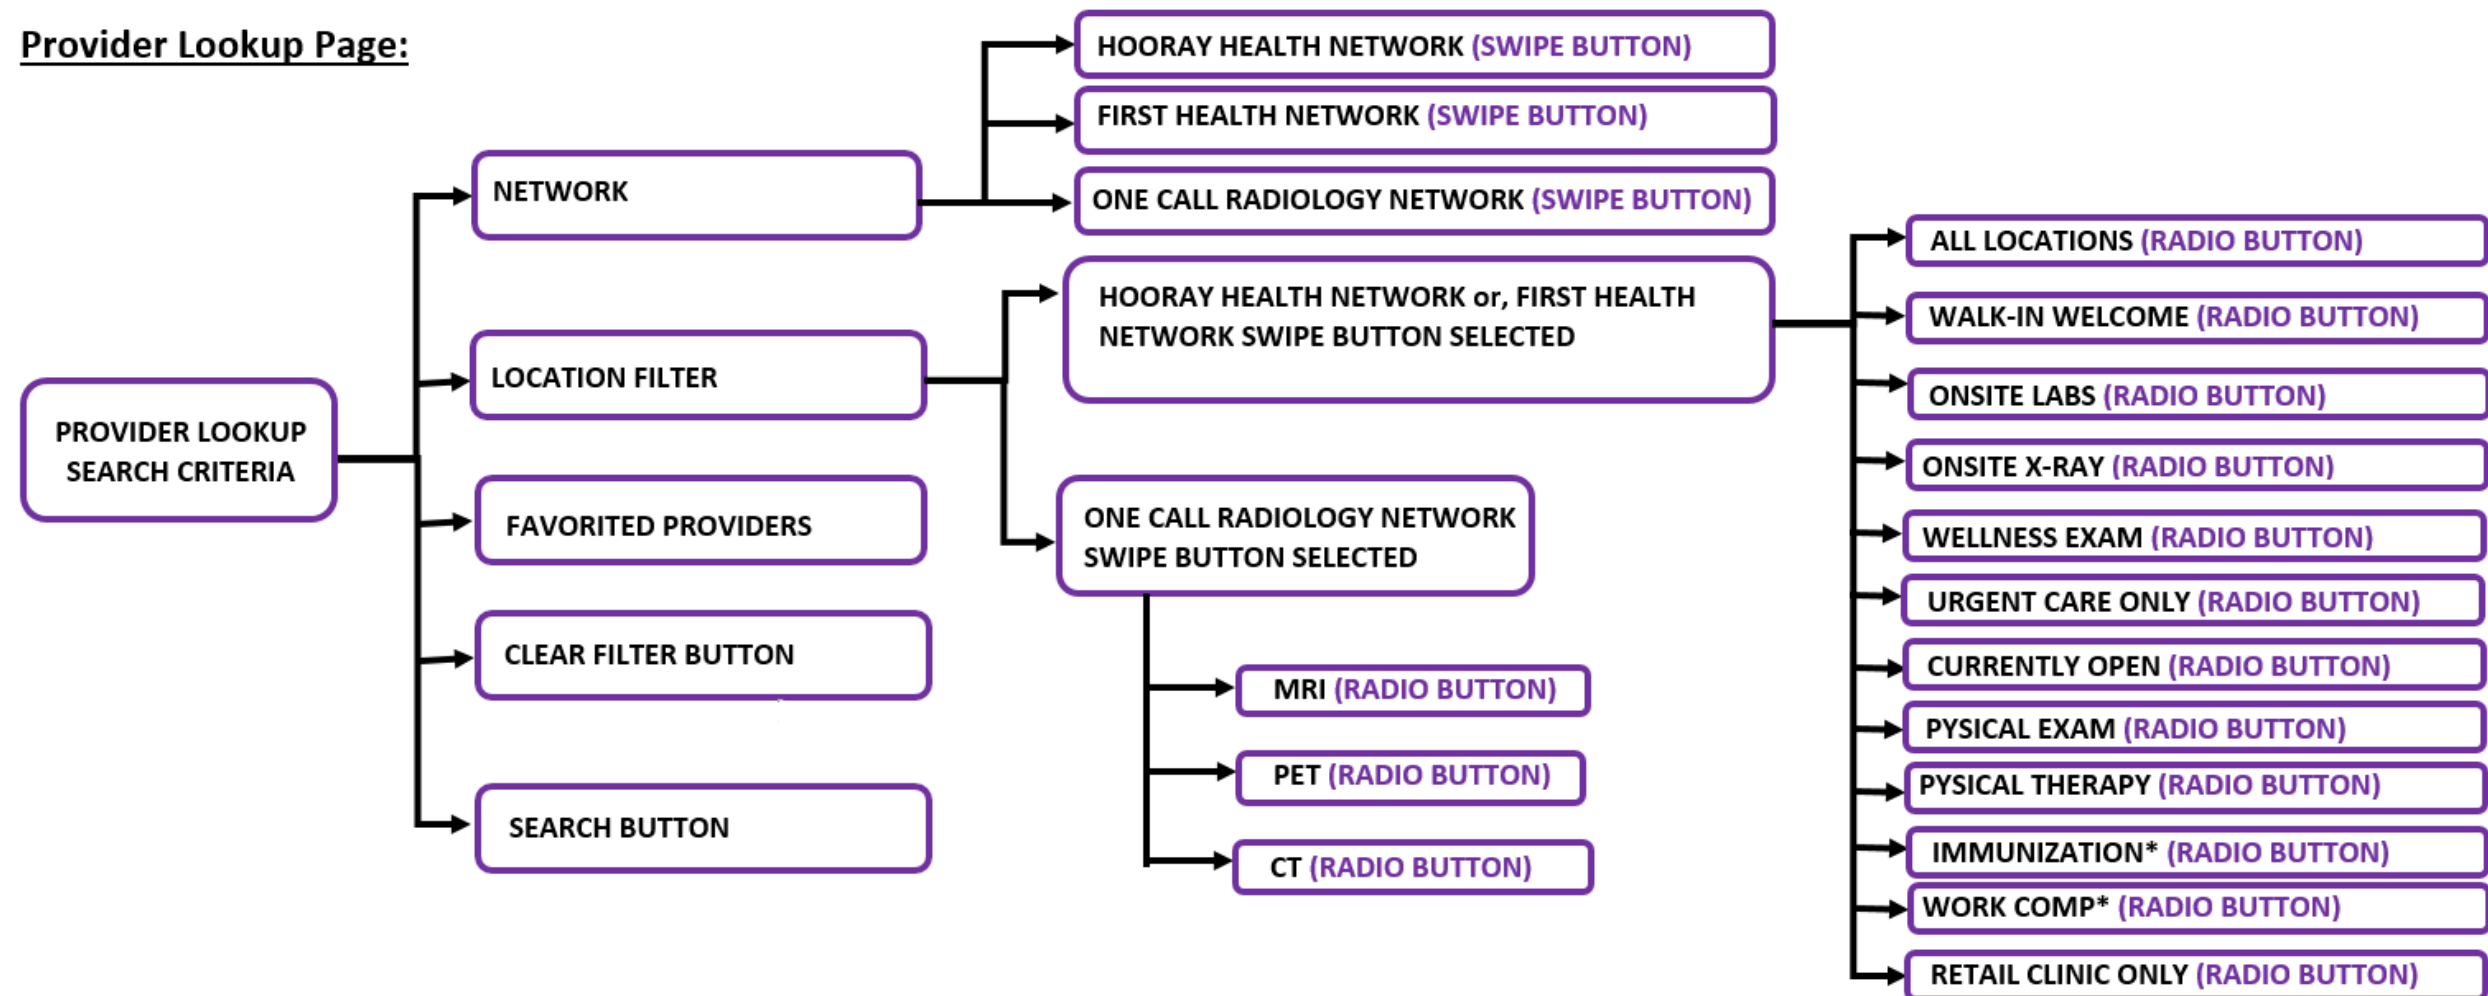 Provider Lookup Page:
PROVIDER LOOKUP
SEARCH CRITERIA
NETWORK
LOCATION FILTER
FAVORITED PROVIDERS
CLEAR FILTER BUTTON
SEARCH BUTTON
HOORAY HEALTH NETWORK (SWIPE BUTTON)
FIRST HEALTH NETWORK (SWIPE BUTTON)
ONE CALL RADIOLOGY NETWORK (SWIPE BUTTON)
HOORAY HEALTH NETWORK or, FIRST HEALTH
NETWORK SWIPE BUTTON SELECTED
ONE CALL RADIOLOGY NETWORK
SWIPE BUTTON SELECTED
MRI (RADIO BUTTON)
PET (RADIO BUTTON)
CT (RADIO BUTTON)
ALL LOCATIONS (RADIO BUTTON)
WALK-IN WELCOME (RADIO BUTTON)
ONSITE LABS (RADIO BUTTON)
ONSITE X-RAY (RADIO BUTTON)
WELLNESS EXAM (RADIO BUTTON)
URGENT CARE ONLY (RADIO BUTTON)
CURRENTLY OPEN (RADIO BUTTON)
PYSICAL EXAM (RADIO BUTTON)
PYSICAL THERAPY (RADIO BUTTON)
IMMUNIZATION* (RADIO BUTTON)
WORK COMP* (RADIO BUTTON)
RETAIL CLINIC ONLY (RADIO BUTTON)